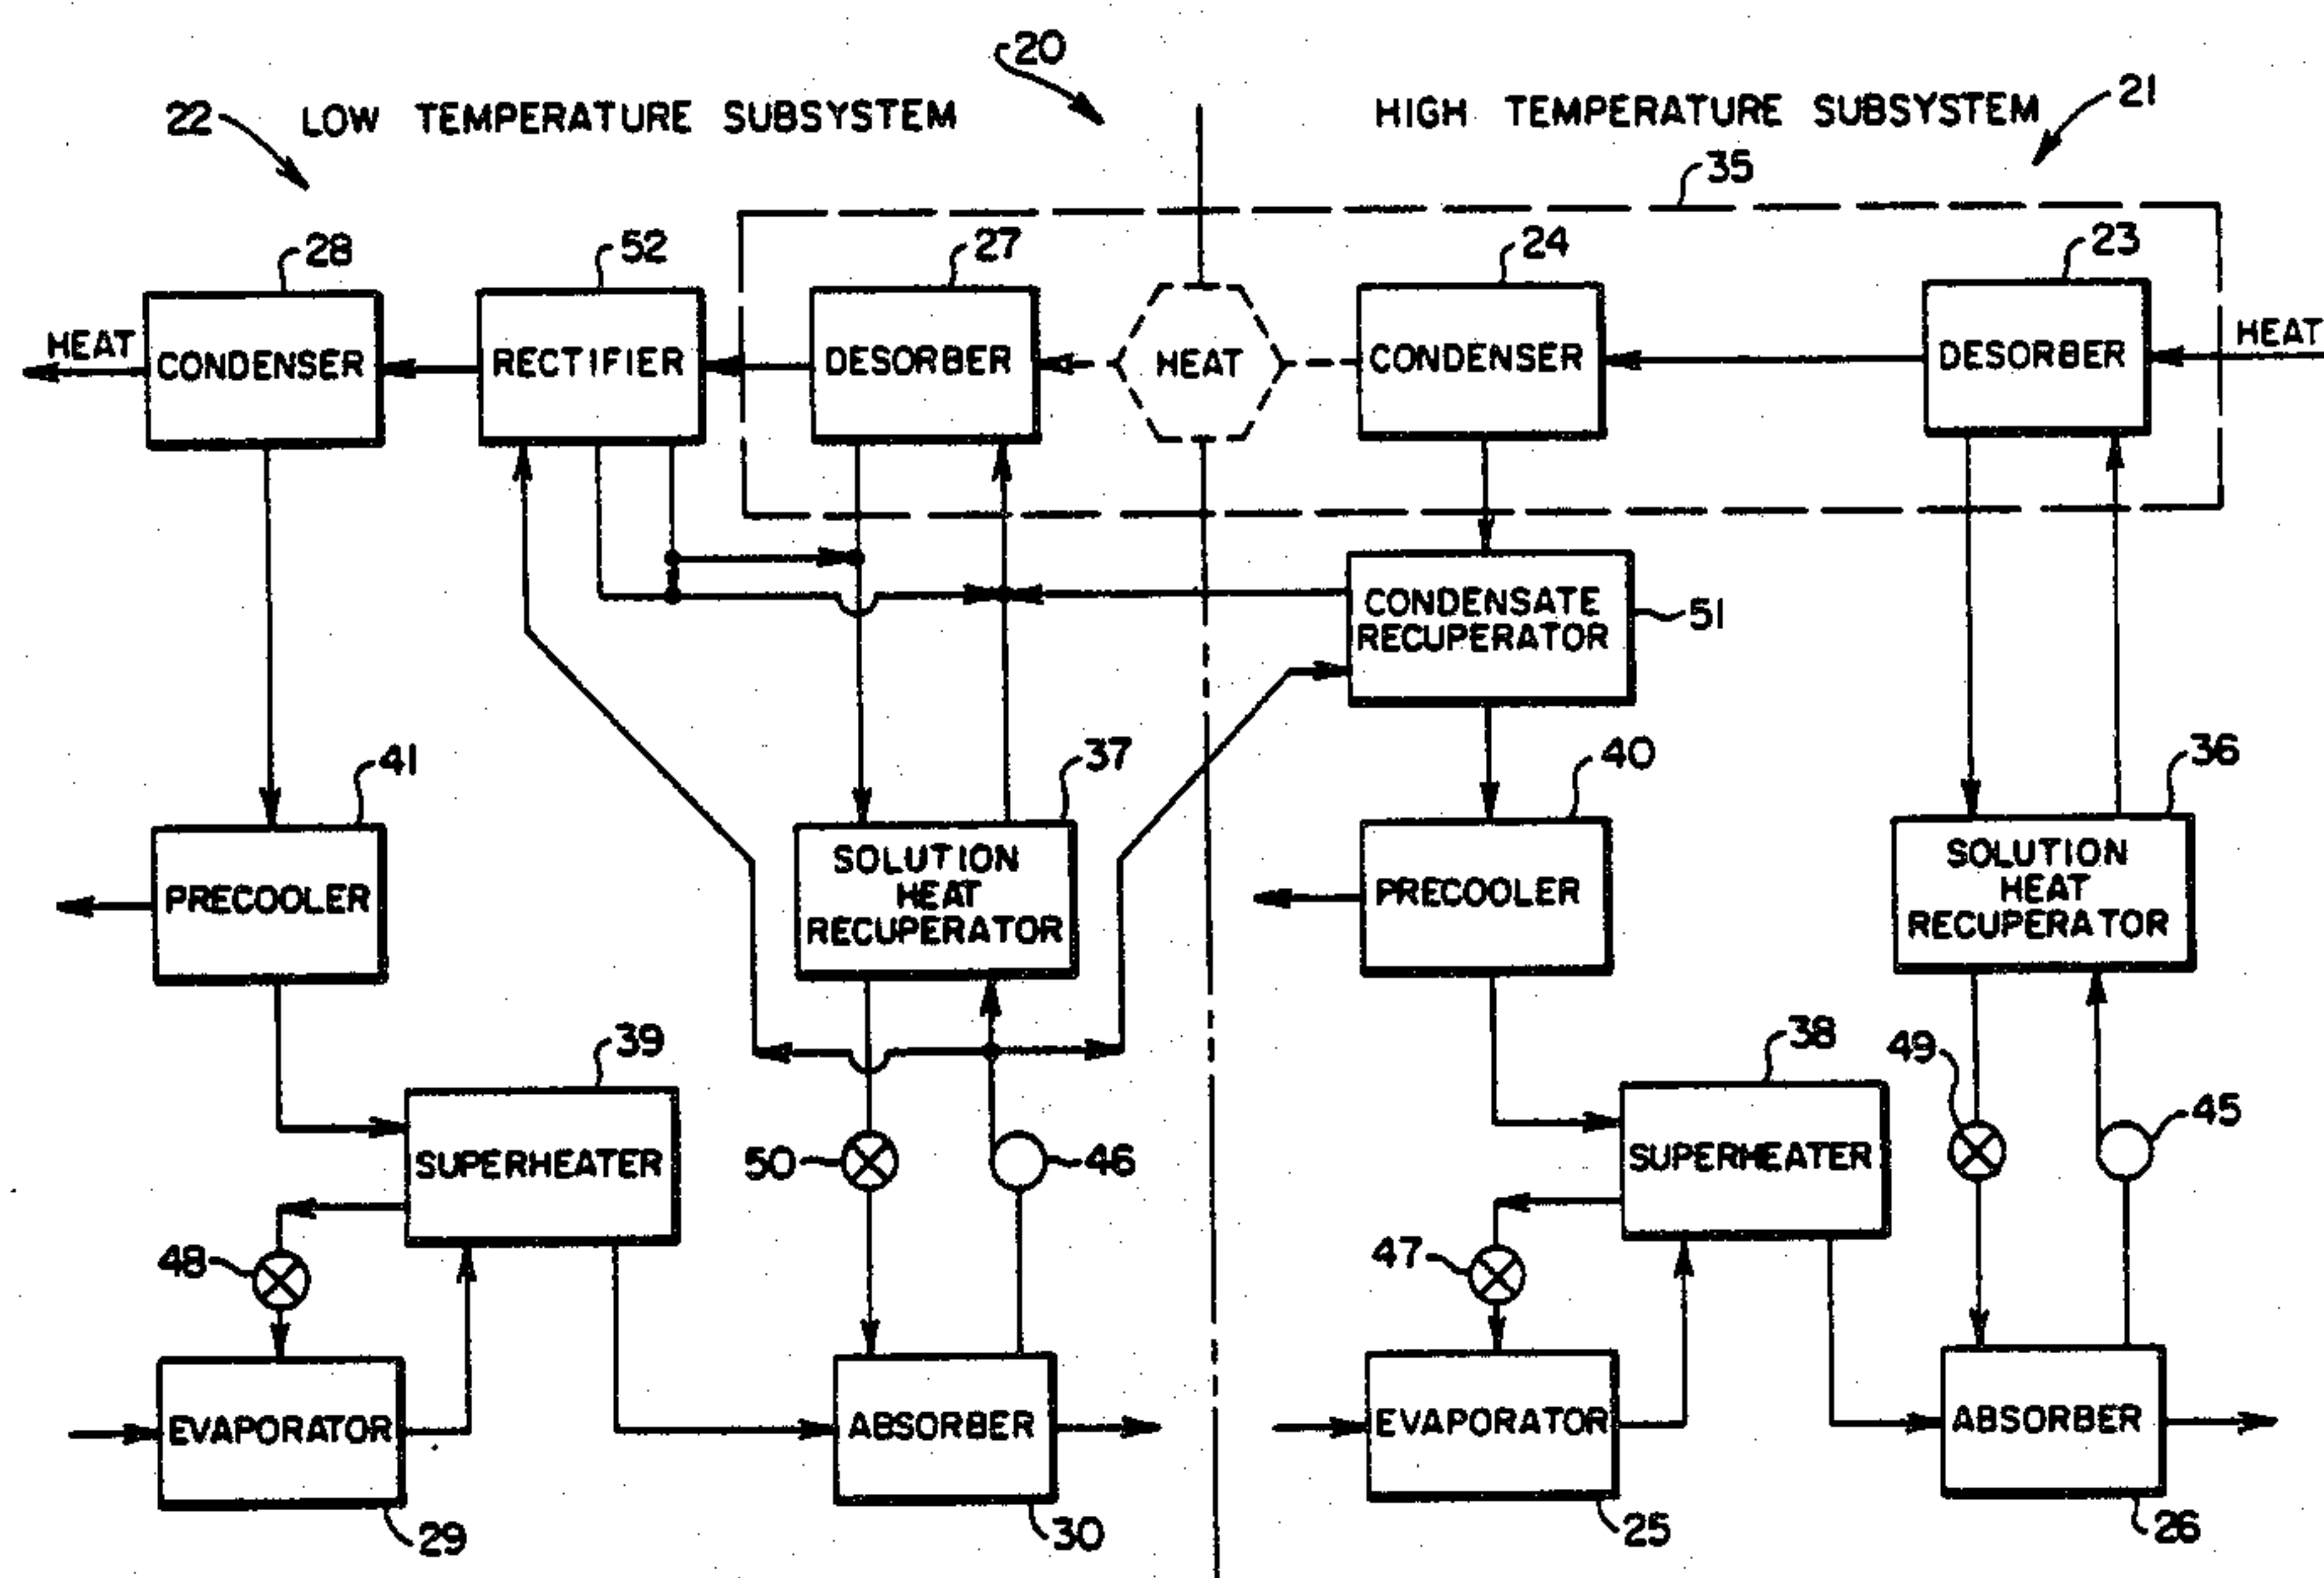 20
22 LOW TEMPERATURE SUBSYSTEM
HIGH TEMPERATURE SUBSYSTEM 21
35
28
52
27
24
23
HEAT
CONDENSER
RECTIFIER
DESORBER
HEAT
CONDENSER
DESORBER
HEAT
CONDENSATE
RECUPERATOR
51
41
37
40
36
PRECOOLER
SOLUTION
HEAT
RECUPERATOR
PRECOOLER
SOLUTION
HEAT
RECUPERATOR
39
38
49
45
SUPERHEATER
50
46
SUPERHEATER
48
47
EVAPORATOR
ABSORBER
EVAPORATOR
ABSORBER
29
30
25
26